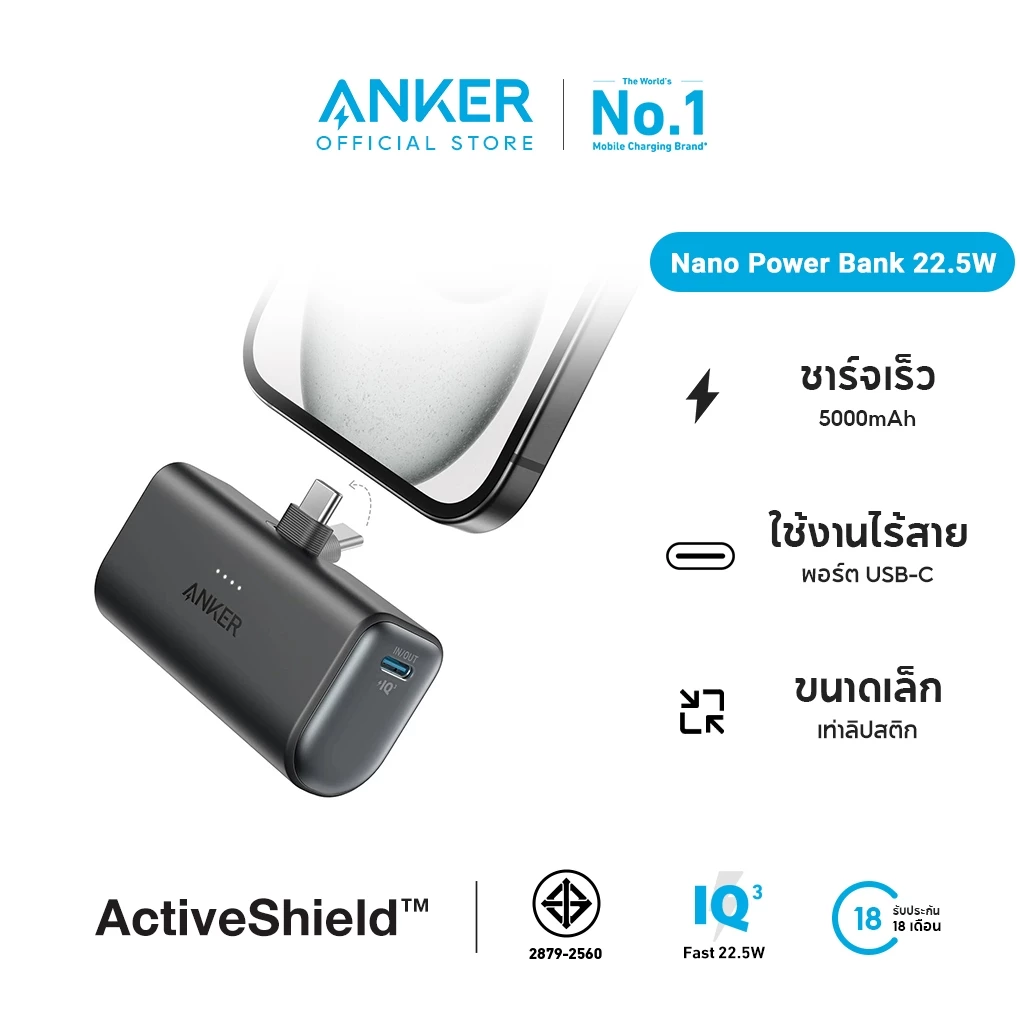 ANKER
OFFICIAL STORE
The World's
No.1
Mobile Charging Brand*
Nano Power Bank 22.5W
ชาร์จเร็ว
5000mAh
ใช้งานไร้สาย
พอร์ต USB-C
ขนาดเล็ก
เท่าลิปสติก
ANKER
IN/OUT
IQ³
ActiveShield™
2879-2560
IQ³
Fast 22.5W
18
รับประกัน
18 เดือน